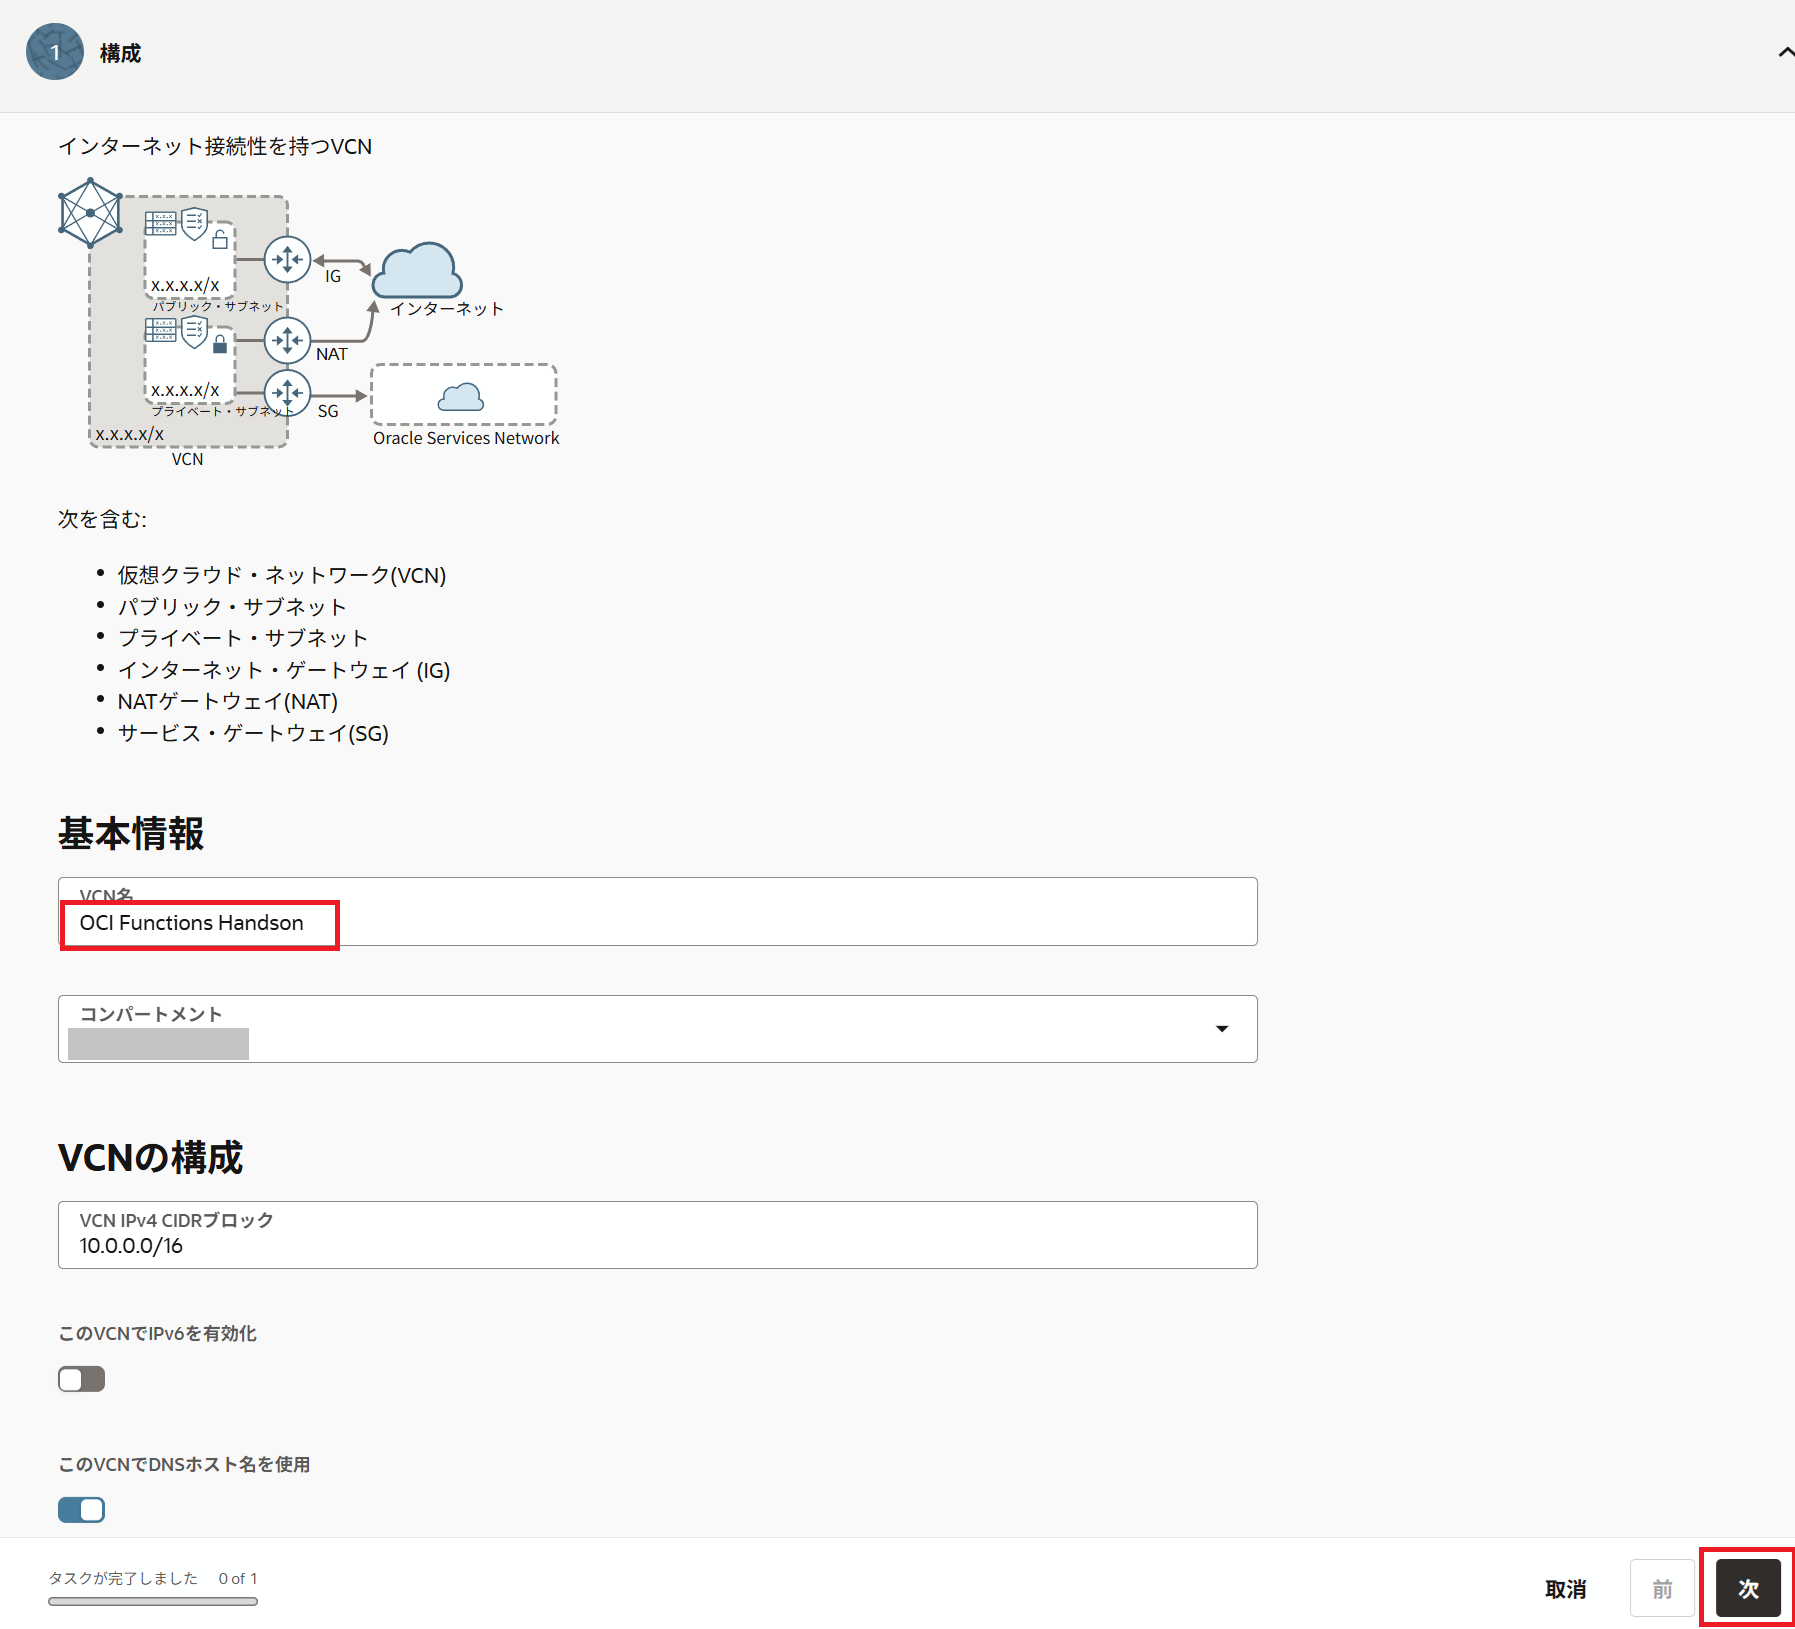 1 構成
インターネット接続性を持つVCN
x.x.x
x.x.x
x.x.x
x.x.x.x/x
パブリック・サブネット
IG
インターネット
x.x.x
x.x.x
x.x.x
x.x.x.x/x
プライベート・サブネット
NAT
SG
x.x.x.x/x
VCN
Oracle Services Network
次を含む:
• 仮想クラウド・ネットワーク(VCN)
• パブリック・サブネット
• プライベート・サブネット
• インターネット・ゲートウェイ (IG)
• NATゲートウェイ(NAT)
• サービス・ゲートウェイ(SG)
基本情報
VCN名
OCI Functions Handson
コンパートメント
VCNの構成
VCN IPv4 CIDRブロック
10.0.0.0/16
このVCNでIPv6を有効化
このVCNでDNSホスト名を使用
タスクが完了しました 0 of 1
取消 前 次